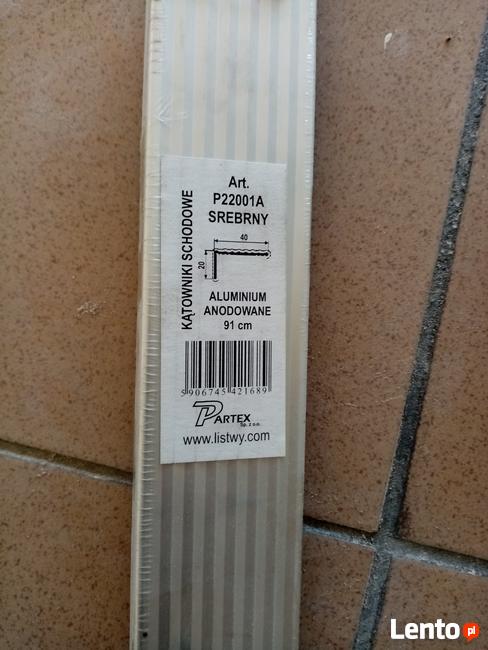 KĄTOWNIKI SCHODOWE
Art.
P22001A
SREBRNY
40
20
ALUMINIUM
ANODOWANE
91 cm
5906745421689
PARTEX
Sp. z o.o.
www.listwy.com
Lento.pl